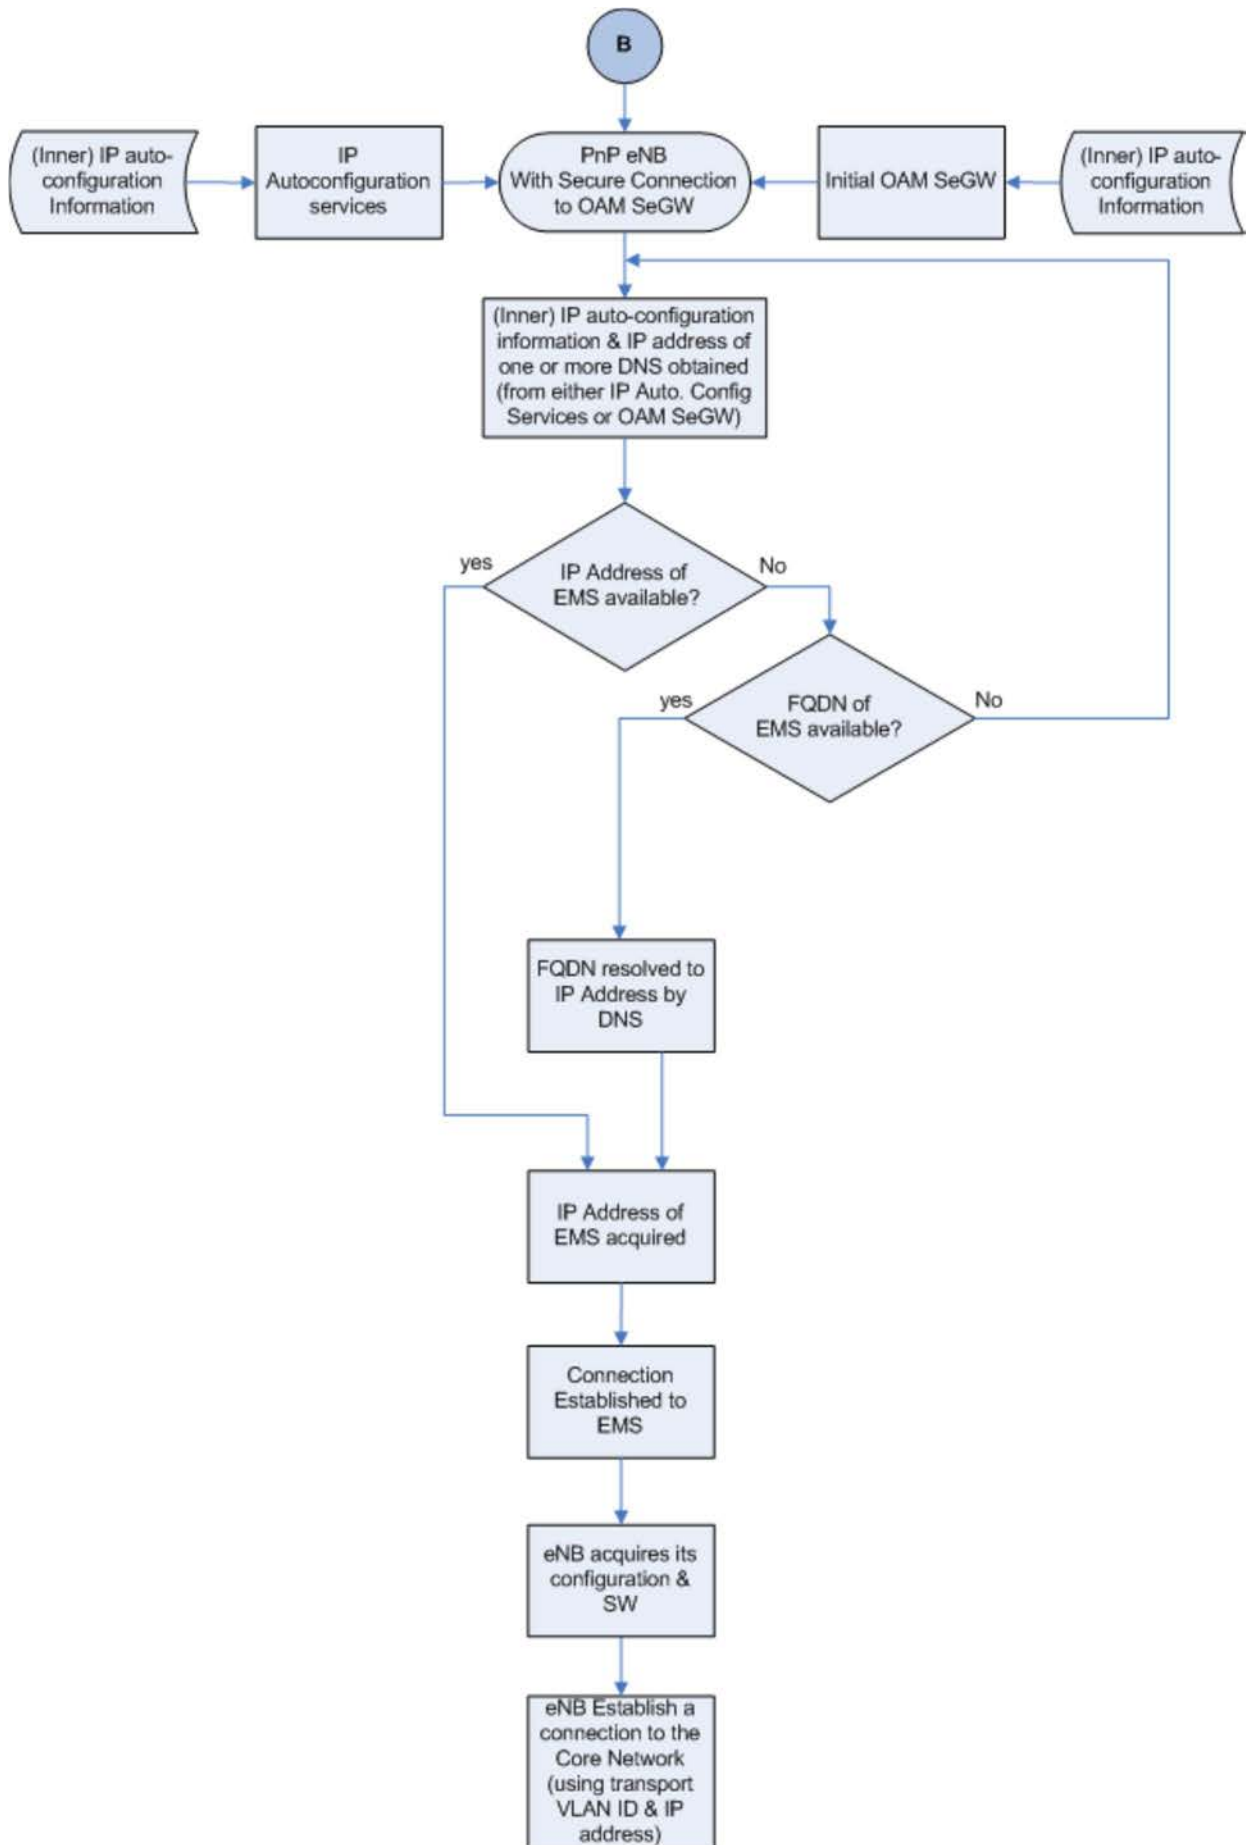 B
(Inner) IP auto-
configuration
Information
IP
Autoconfiguration
services
PnP eNB
With Secure Connection
to OAM SeGW
Initial OAM SeGW
(Inner) IP auto-
configuration
Information
(Inner) IP auto-configuration
information & IP address of
one or more DNS obtained
(from either IP Auto. Config
Services or OAM SeGW)
yes
IP Address of
EMS available?
No
yes
FQDN of
EMS available?
No
FQDN resolved to
IP Address by
DNS
IP Address of
EMS acquired
Connection
Established to
EMS
eNB acquires its
configuration &
SW
eNB Establish a
connection to the
Core Network
(using transport
VLAN ID & IP
address)